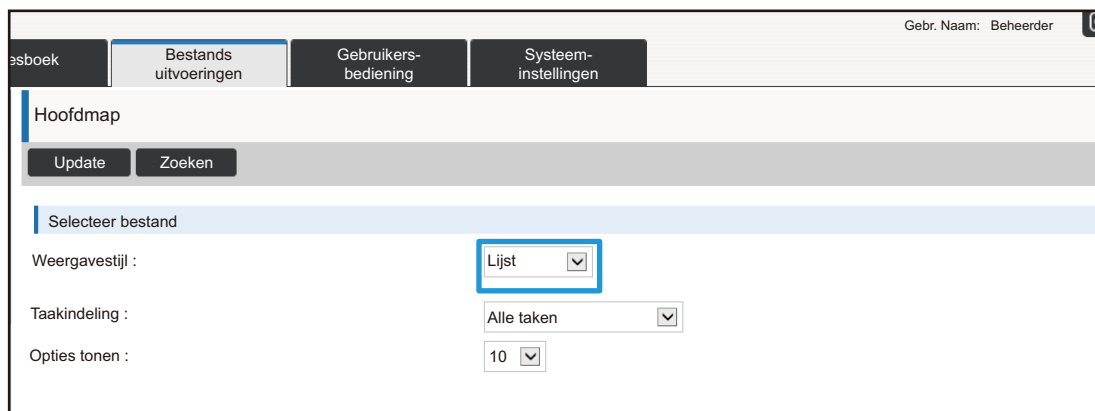 Gebr. Naam: Beheerder
esboek
Bestands
uitvoeringen
Gebruikers-
bediening
Systeem-
instellingen
Hoofdmap
Update Zoeken
Selecteer bestand
Weergavestijl : Lijst
Taakindeling : Alle taken
Opties tonen : 10